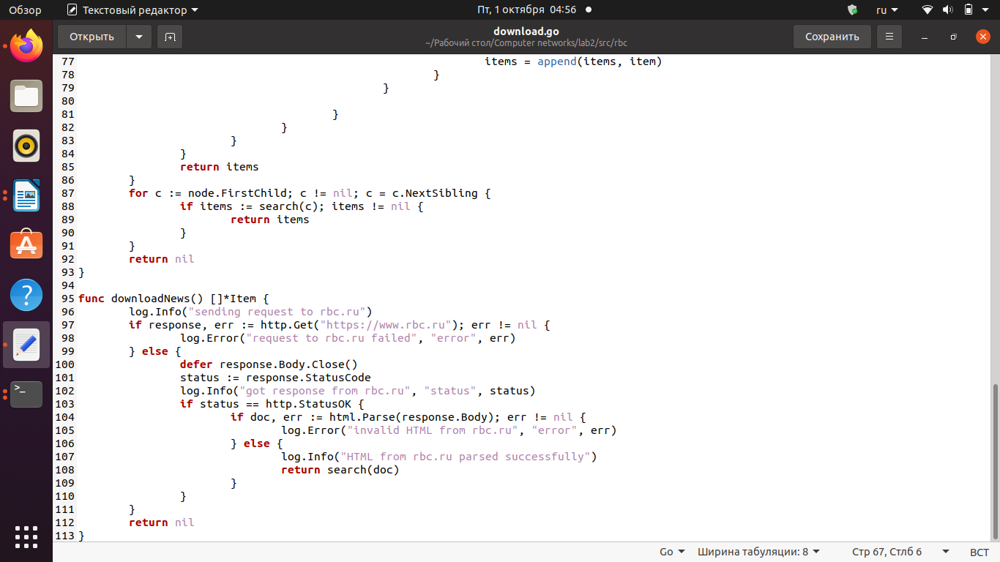 Обзор Текстовый редактор Пт, 1 октября 04:56 ru
Открыть download.go Сохранить
~/Рабочий стол/Computer networks/lab2/src/rbc
77 items = append(items, item)
78 }
79 }
80
81 }
82 }
83 }
84 }
85 return items
86 }
87 for c := node.FirstChild; c != nil; c = c.NextSibling {
88 if items := search(c); items != nil {
89 return items
90 }
91 }
92 return nil
93 }
94
95 func downloadNews() []*Item {
96 log.Info("sending request to rbc.ru")
97 if response, err := http.Get("https://www.rbc.ru"); err != nil {
98 log.Error("request to rbc.ru failed", "error", err)
99 } else {
100 defer response.Body.Close()
101 status := response.StatusCode
102 log.Info("got response from rbc.ru", "status", status)
103 if status == http.StatusOK {
104 if doc, err := html.Parse(response.Body); err != nil {
105 log.Error("invalid HTML from rbc.ru", "error", err)
106 } else {
107 log.Info("HTML from rbc.ru parsed successfully")
108 return search(doc)
109 }
110 }
111 }
112 return nil
113 }
Go Ширина табуляции: 8 Стр 67, Стлб 6 ВСТ